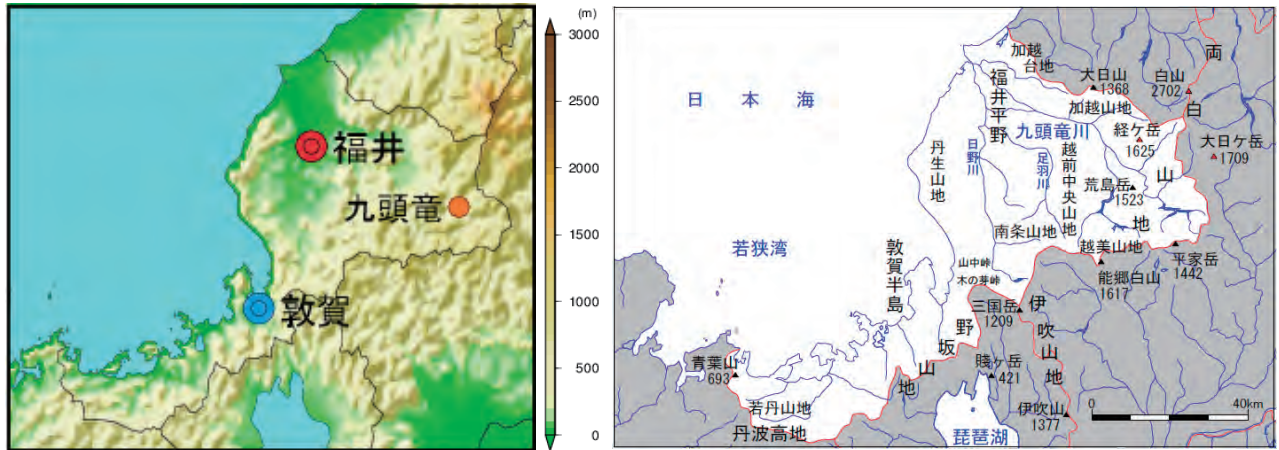 福井
九頭竜
敦賀
(m)
3000
2500
2000
1500
1000
500
0
日本海
若狭湾
加越
台地
福井平野
大日山
1368
白山
2702
両
白
山
地
加越山地
九頭竜川
経ケ岳
1625
大日ケ岳
1709
丹生山地
日野川
足羽川
越前中央山地
荒島岳
1523
南条山地
越美山地
平家岳
1442
能郷白山
1617
敦賀半島
山中峠
木の芽峠
三国岳
1209
伊吹山地
野坂山地
青葉山
693
賤ヶ岳
421
若丹山地
丹波高地
伊吹山
1377
琵琶湖
0
40km